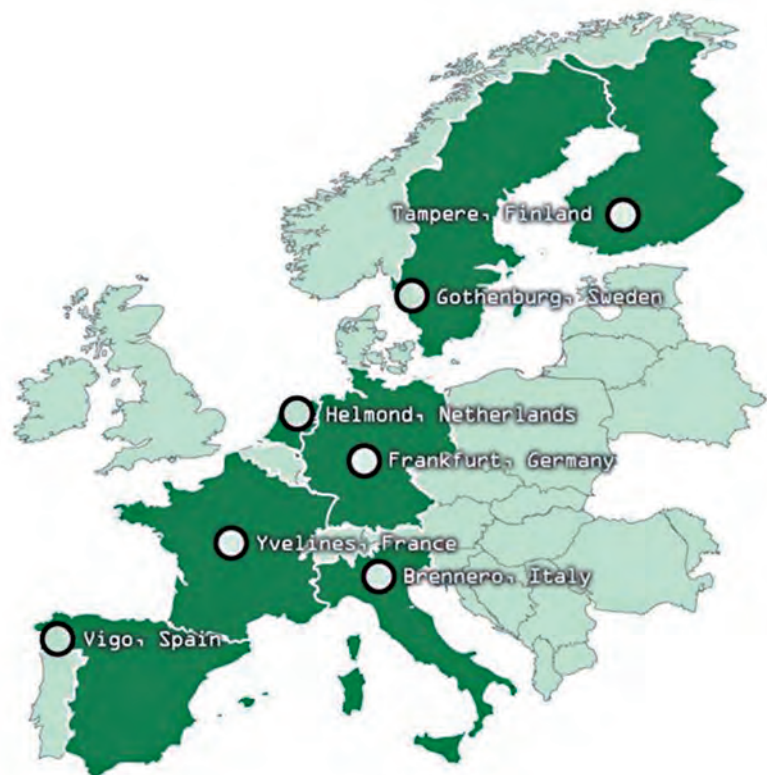 Tampere, Finland
Gothenburg, Sweden
Helmond, Netherlands
Frankfurt, Germany
Yvelines, France
Brennero, Italy
Vigo, Spain